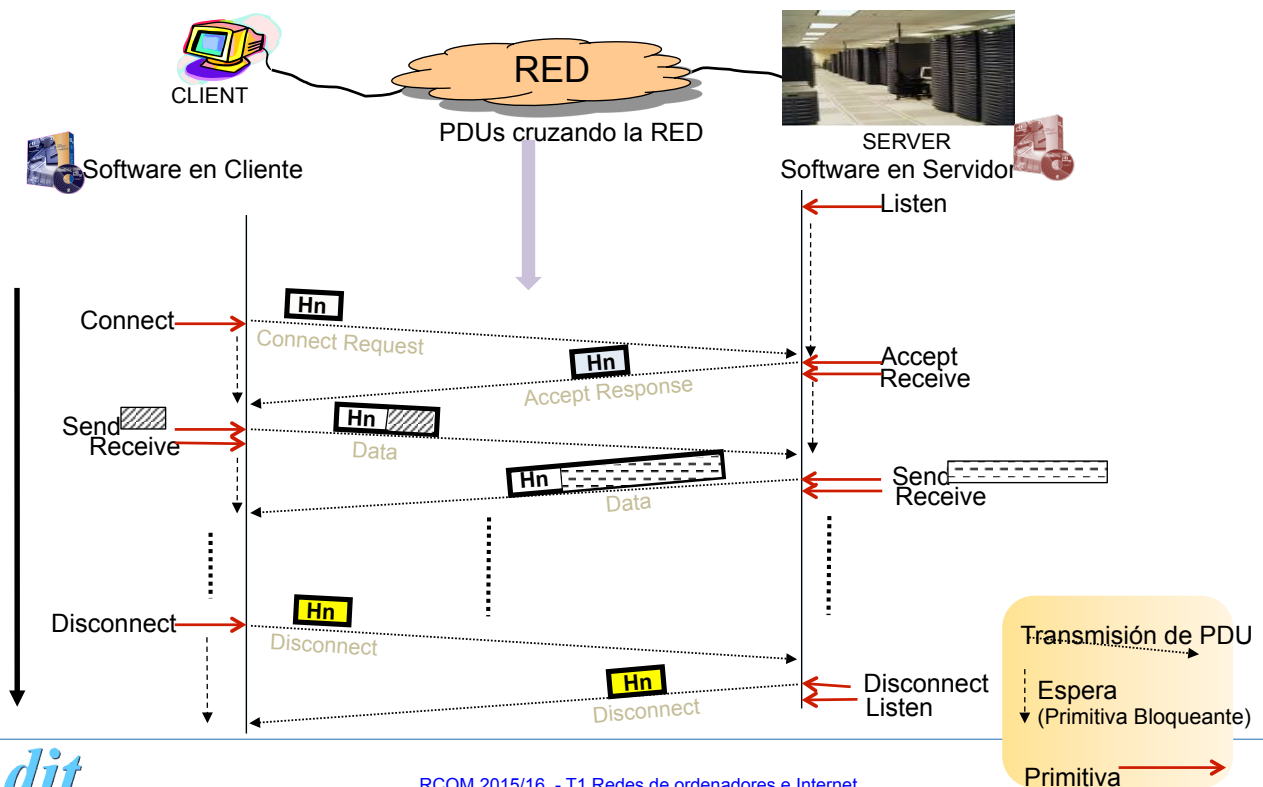 RED
CLIENT
PDUs cruzando la RED
SERVER
Software en Cliente
Software en Servidor
Listen
Hn
Connect
Connect Request
Hn
Accept
Receive
Accept Response
Send
Receive
Hn
Data
Hn
Send
Receive
Data
Disconnect
Hn
Disconnect
Hn
Disconnect
Listen
Disconnect
Transmisión de PDU
Espera
(Primitiva Bloqueante)
Primitiva
dit
RCOM 2015/16 - T1 Redes de ordenadores e Internet